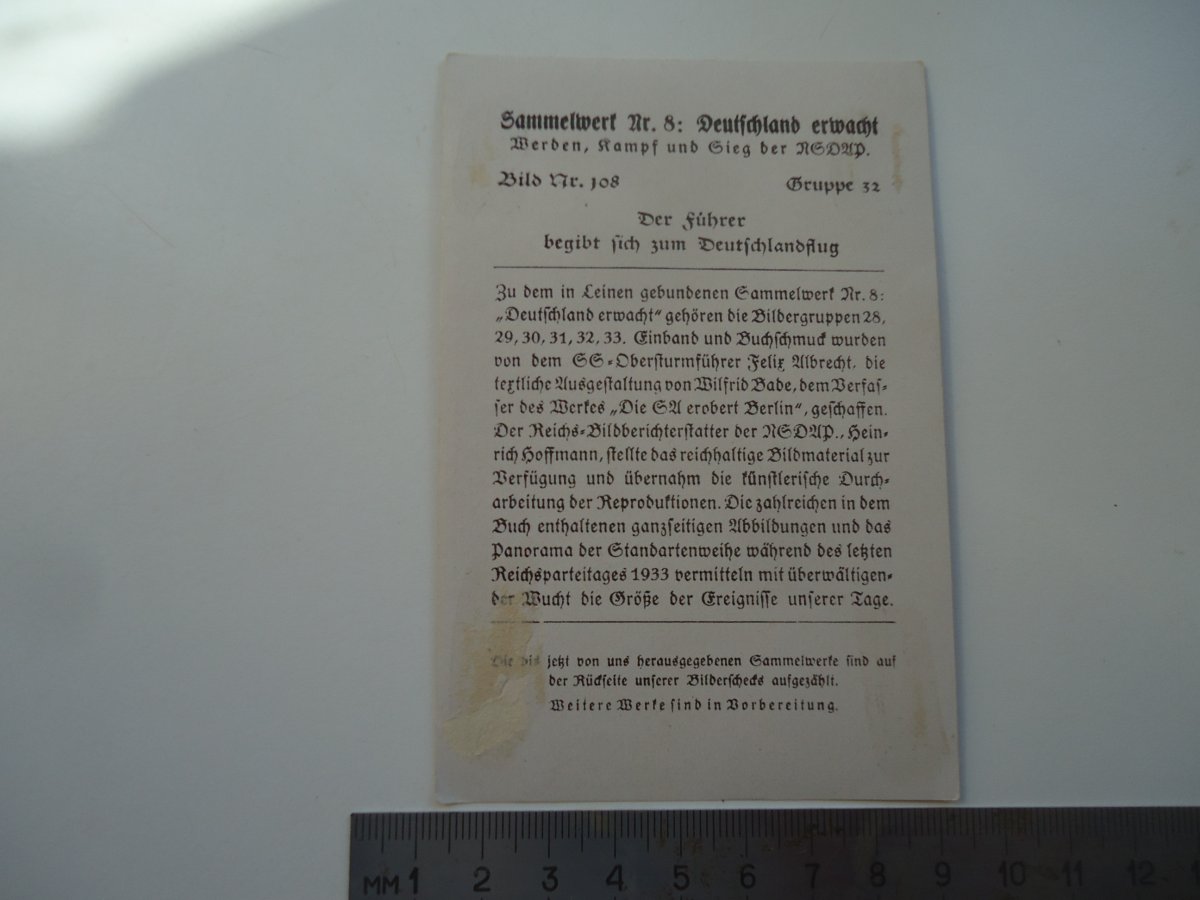 Sammelwerk Nr. 8: Deutschland erwacht
Werden, Kampf und Sieg der NSDAP.
Bild Nr. 108 Gruppe 32
Der Führer
begibt sich zum Deutschlandflug
Zu dem in Leinen gebundenen Sammelwerk Nr. 8:
„Deutschland erwacht“ gehören die Bildergruppen 28,
29, 30, 31, 32, 33. Einband und Buchschmuck wurden
von dem SS-Obersturmführer Felix Albrecht, die
textliche Ausgestaltung von Wilfrid Bade, dem Verfas-
ser des Werkes „Die SA erobert Berlin“, geschaffen.
Der Reichs-Bildberichterstatter der NSDAP., Hein-
rich Hoffmann, stellte das reichhaltige Bildmaterial zur
Verfügung und übernahm die künstlerische Durch-
arbeitung der Reproduktionen. Die zahlreichen in dem
Buch enthaltenen ganzseitigen Abbildungen und das
Panorama der Standartenweihe während des letzten
Reichsparteitages 1933 vermitteln mit überwältigen-
der Wucht die Größe der Ereignisse unserer Tage.
Die bis jetzt von uns herausgegebenen Sammelwerke sind auf
der Rückseite unserer Bilderschecks aufgezählt.
Weitere Werke sind in Vorbereitung.
MM 1 2 3 4 5 6 7 8 9 10 11 12